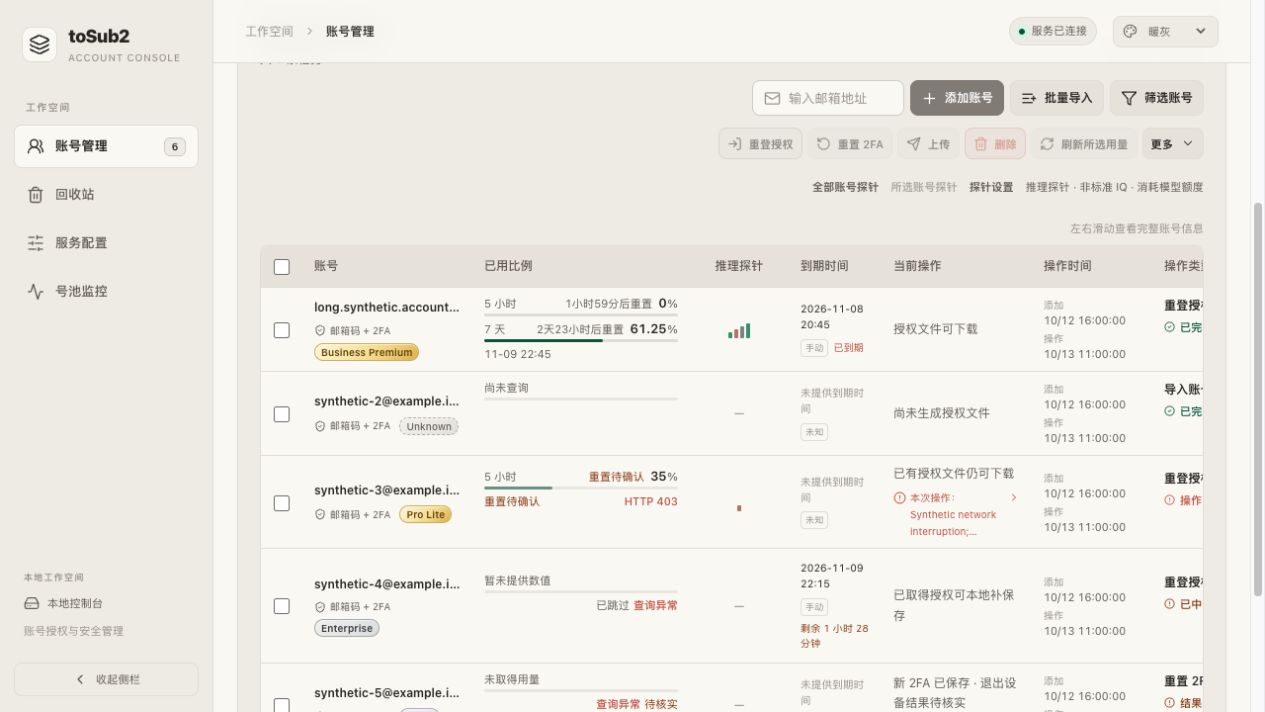 toSub2
ACCOUNT CONSOLE
工作空间
账号管理
6
回收站
服务配置
号池监控
本地工作空间
本地控制台
账号授权与安全管理
收起侧栏
工作空间 > 账号管理
服务已连接
暖灰
输入邮箱地址
添加账号
批量导入
筛选账号
重登授权
重置 2FA
上传
删除
刷新所选用量
更多
全部账号探针 所选账号探针 探针设置 推理探针 · 非标准 IQ · 消耗模型额度
左右滑动查看完整账号信息
账号 已用比例 推理探针 到期时间 当前操作 操作时间 操作类
long.synthetic.account...
邮箱码 + 2FA
Business Premium
5 小时 1小时59分后重置 0%
7 天 2天23小时后重置 61.25%
11-09 22:45
2026-11-08
20:45
手动 已到期
授权文件可下载
添加
10/12 16:00:00
操作
10/13 11:00:00
重登授
已完
synthetic-2@example.i...
邮箱码 + 2FA Unknown
尚未查询
—
未提供到期时
间
未知
尚未生成授权文件
添加
10/12 16:00:00
操作
10/13 11:00:00
导入账
已完
synthetic-3@example.i...
邮箱码 + 2FA Pro Lite
5 小时 重置待确认 35%
重置待确认 HTTP 403
未提供到期时
间
未知
已有授权文件仍可下载
本次操作：
Synthetic network
interruption;...
添加
10/12 16:00:00
操作
10/13 11:00:00
重登授
操作
synthetic-4@example.i...
邮箱码 + 2FA
Enterprise
暂未提供数值
已跳过 查询异常
—
2026-11-09
22:15
手动
剩余 1 小时 28
分钟
已取得授权可本地补保
存
添加
10/12 16:00:00
操作
10/13 11:00:00
重登授
已中
synthetic-5@example.i...
未取得用量
查询异常 待核实
—
未提供到期时
间
新 2FA 已保存 · 退出设
备结果待核实
添加
10/12 16:00:00
重置 2F
结果